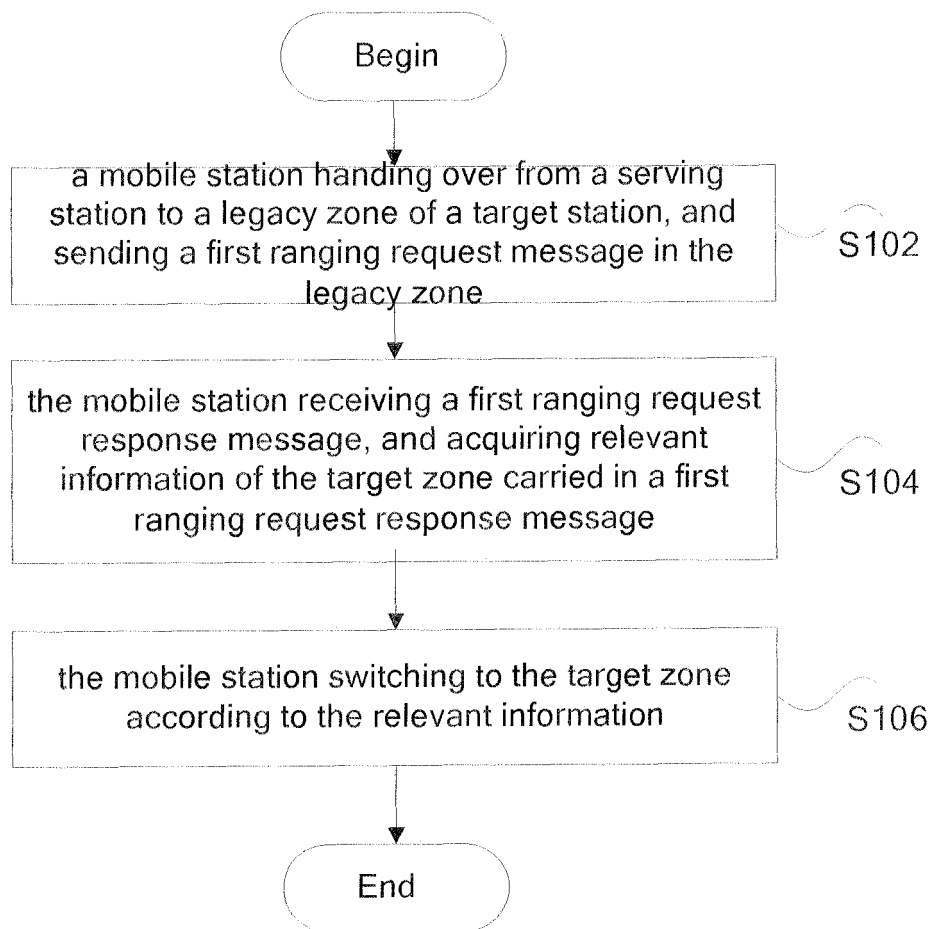 Begin
a mobile station handing over from a serving
station to a legacy zone of a target station, and
sending a first ranging request message in the
legacy zone
S102
the mobile station receiving a first ranging request
response message, and acquiring relevant
information of the target zone carried in a first
ranging request response message
S104
the mobile station switching to the target zone
according to the relevant information
S106
End